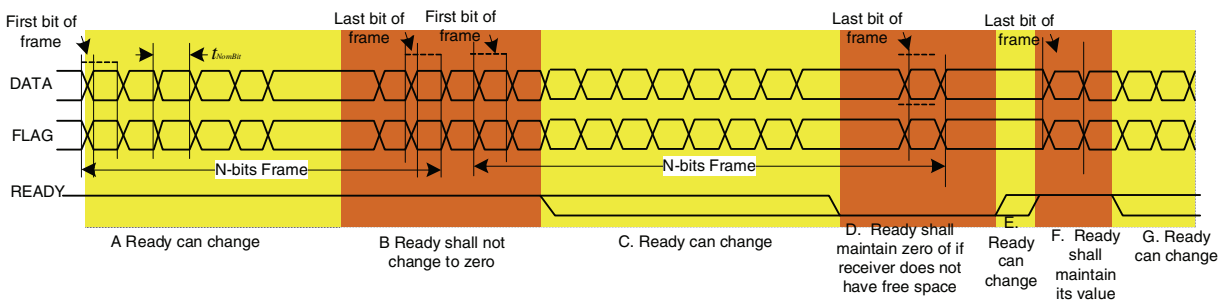 First bit of
frame
tNomBit
Last bit of
frame
First bit of
frame
Last bit of
frame
Last bit of
frame
DATA
FLAG
N-bits Frame
N-bits Frame
READY
A Ready can change
B Ready shall not
change to zero
C. Ready can change
D. Ready shall
maintain zero of if
receiver does not
have free space
E.
Ready
can
change
F. Ready
shall
maintain
its value
G. Ready
can change